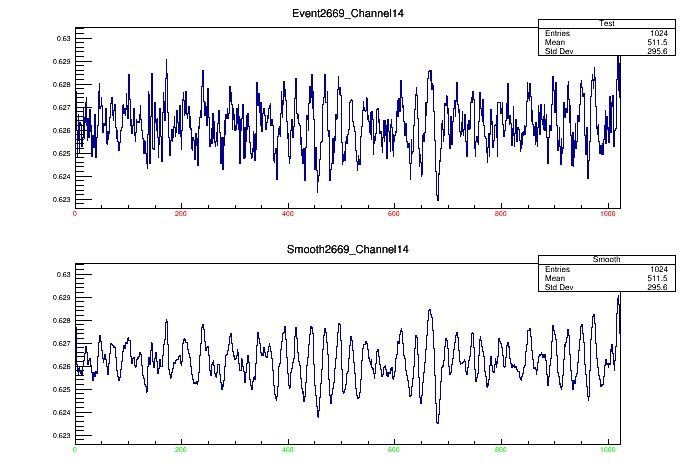 Event2669_Channel14
Test
Entries 1024
Mean 511.5
Std Dev 295.6
0.63
0.629
0.628
0.627
0.626
0.625
0.624
0.623
0 200 400 600 800 1000
Smooth2669_Channel14
Smooth
Entries 1024
Mean 511.5
Std Dev 295.6
0.63
0.629
0.628
0.627
0.626
0.625
0.624
0.623
0 200 400 600 800 1000